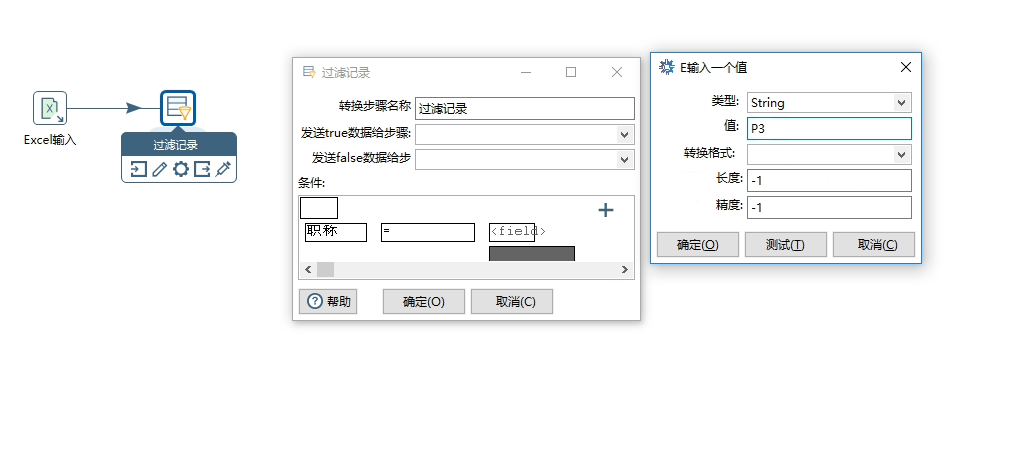 Excel输入
过滤记录
过滤记录
转换步骤名称 过滤记录
发送true数据给步骤:
发送false数据给步
条件:
职称 = <field>
帮助 确定(O) 取消(C)
E输入一个值
类型: String
值: P3
转换格式:
长度: -1
精度: -1
确定(O) 测试(T) 取消(C)